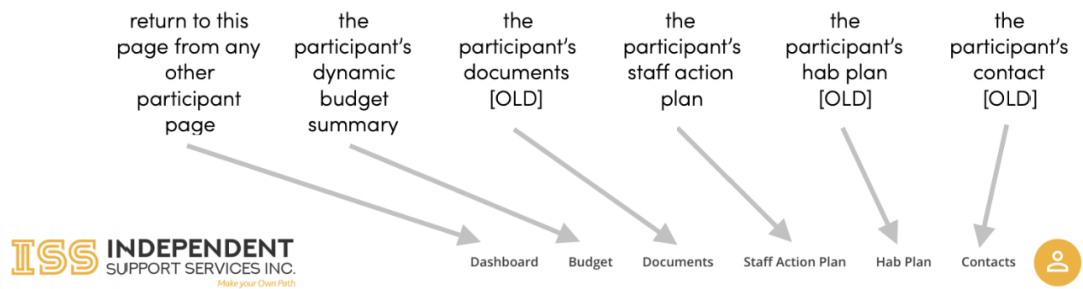 return to this
page from any
other
participant
page
the
participant's
dynamic
budget
summary
the
participant's
documents
[OLD]
the
participant's
staff action
plan
the
participant's
hab plan
[OLD]
the
participant's
contact
[OLD]
ISS INDEPENDENT
SUPPORT SERVICES INC.
Make your Own Path
Dashboard Budget Documents Staff Action Plan Hab Plan Contacts